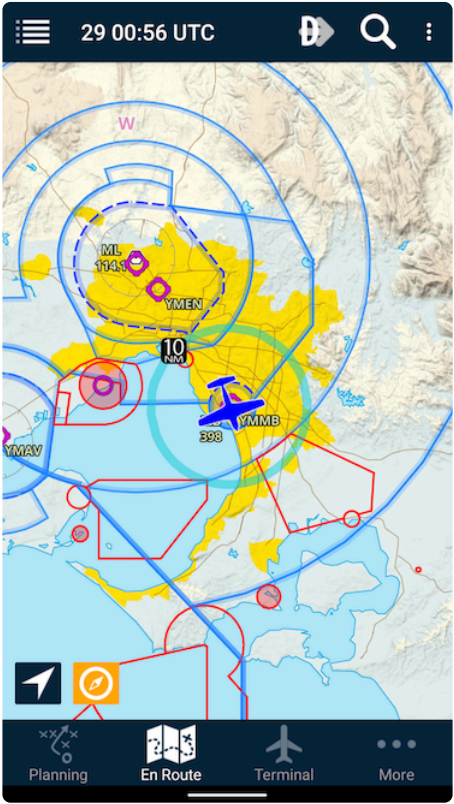 29 00:56 UTC
D
W
ML
114.1
YMEN
10
NM
YMMB
398
YMAV
Planning
En Route
Terminal
More